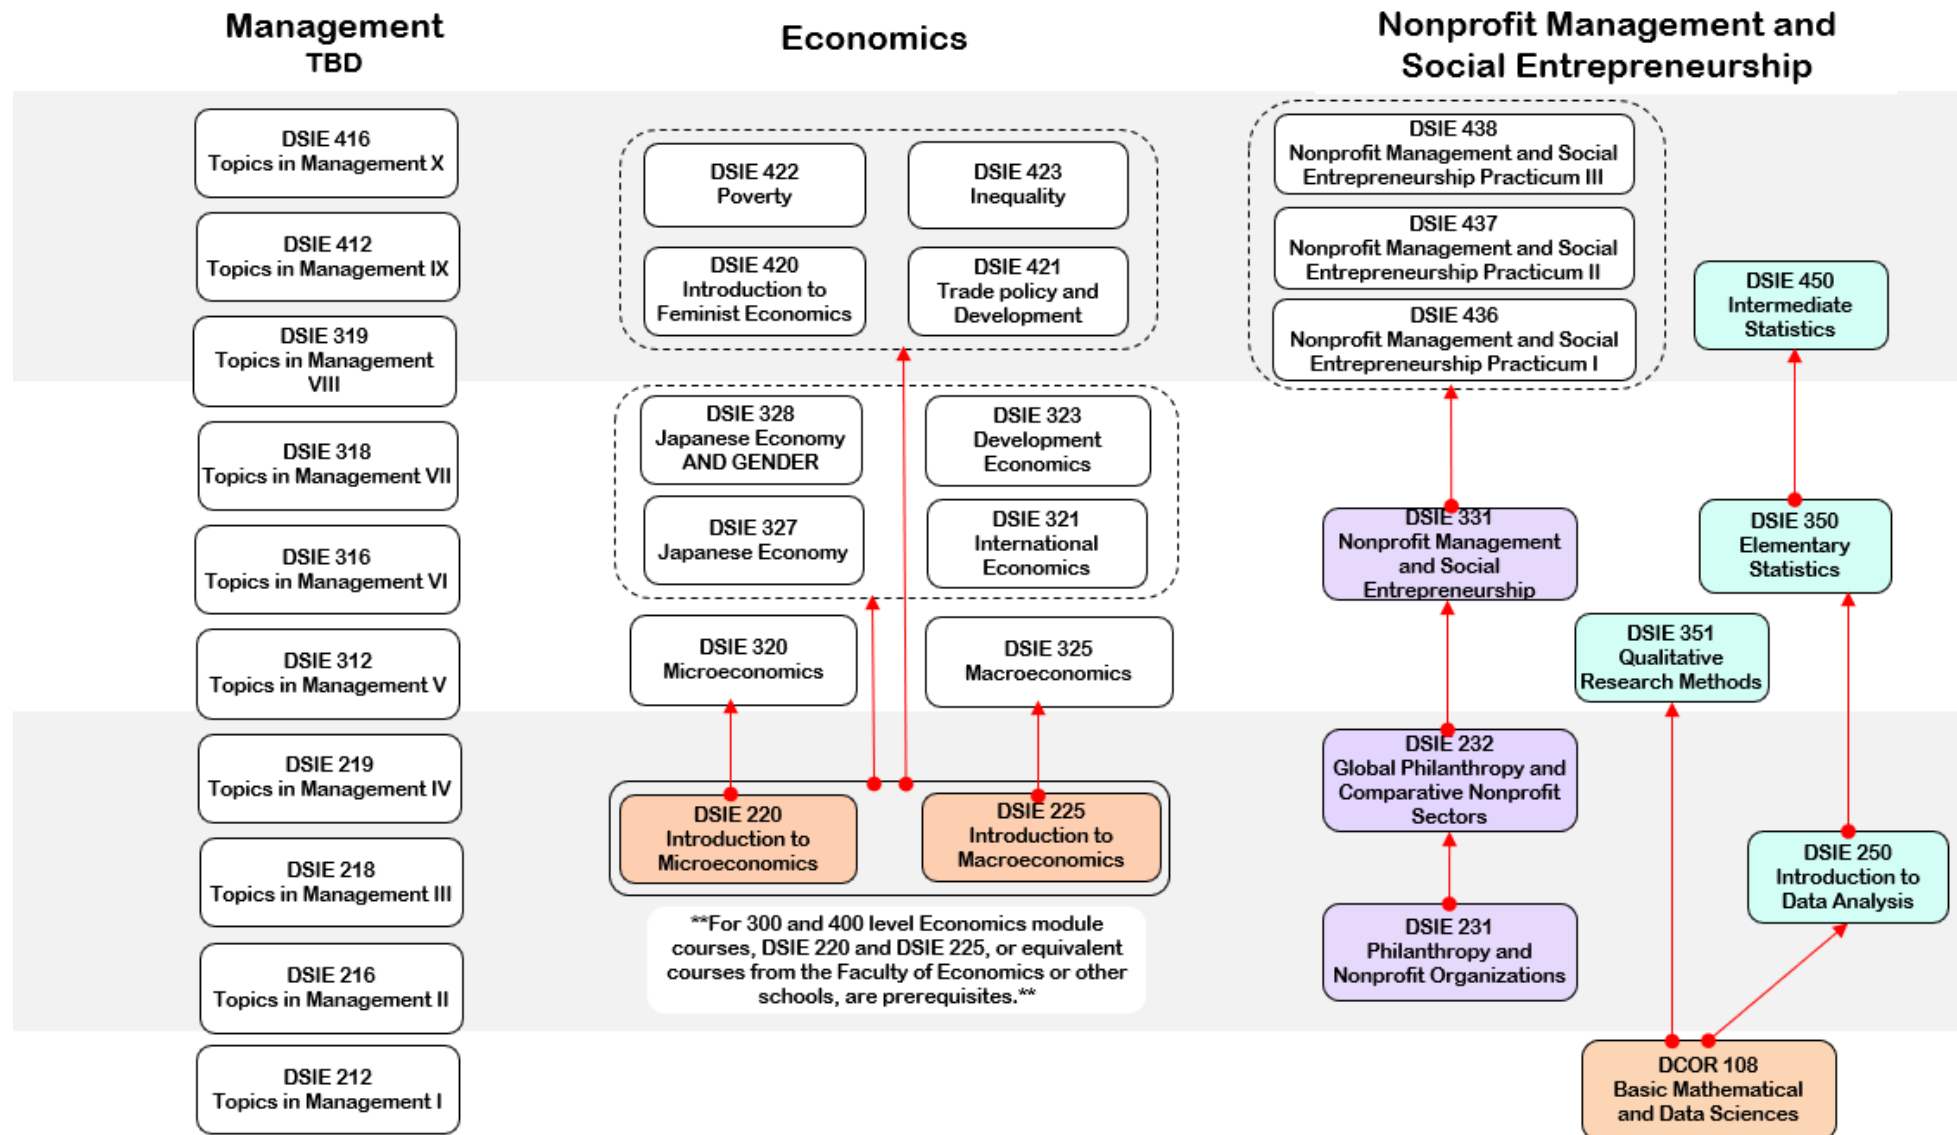 Management
TBD
DSIE 416
Topics in Management X
DSIE 412
Topics in Management IX
DSIE 319
Topics in Management
VIII
DSIE 318
Topics in Management VII
DSIE 316
Topics in Management VI
DSIE 312
Topics in Management V
DSIE 219
Topics in Management IV
DSIE 218
Topics in Management III
DSIE 216
Topics in Management II
DSIE 212
Topics in Management I
Economics
DSIE 422
Poverty
DSIE 423
Inequality
DSIE 420
Introduction to
Feminist Economics
DSIE 421
Trade policy and
Development
DSIE 328
Japanese Economy
AND GENDER
DSIE 323
Development
Economics
DSIE 327
Japanese Economy
DSIE 321
International
Economics
DSIE 320
Microeconomics
DSIE 325
Macroeconomics
DSIE 220
Introduction to
Microeconomics
DSIE 225
Introduction to
Macroeconomics
**For 300 and 400 level Economics module
courses, DSIE 220 and DSIE 225, or equivalent
courses from the Faculty of Economics or other
schools, are prerequisites.**
Nonprofit Management and
Social Entrepreneurship
DSIE 438
Nonprofit Management and Social
Entrepreneurship Practicum III
DSIE 437
Nonprofit Management and Social
Entrepreneurship Practicum II
DSIE 436
Nonprofit Management and Social
Entrepreneurship Practicum I
DSIE 331
Nonprofit Management
and Social
Entrepreneurship
DSIE 232
Global Philanthropy and
Comparative Nonprofit
Sectors
DSIE 231
Philanthropy and
Nonprofit Organizations
DSIE 450
Intermediate
Statistics
DSIE 350
Elementary
Statistics
DSIE 351
Qualitative
Research Methods
DSIE 250
Introduction to
Data Analysis
DCOR 108
Basic Mathematical
and Data Sciences